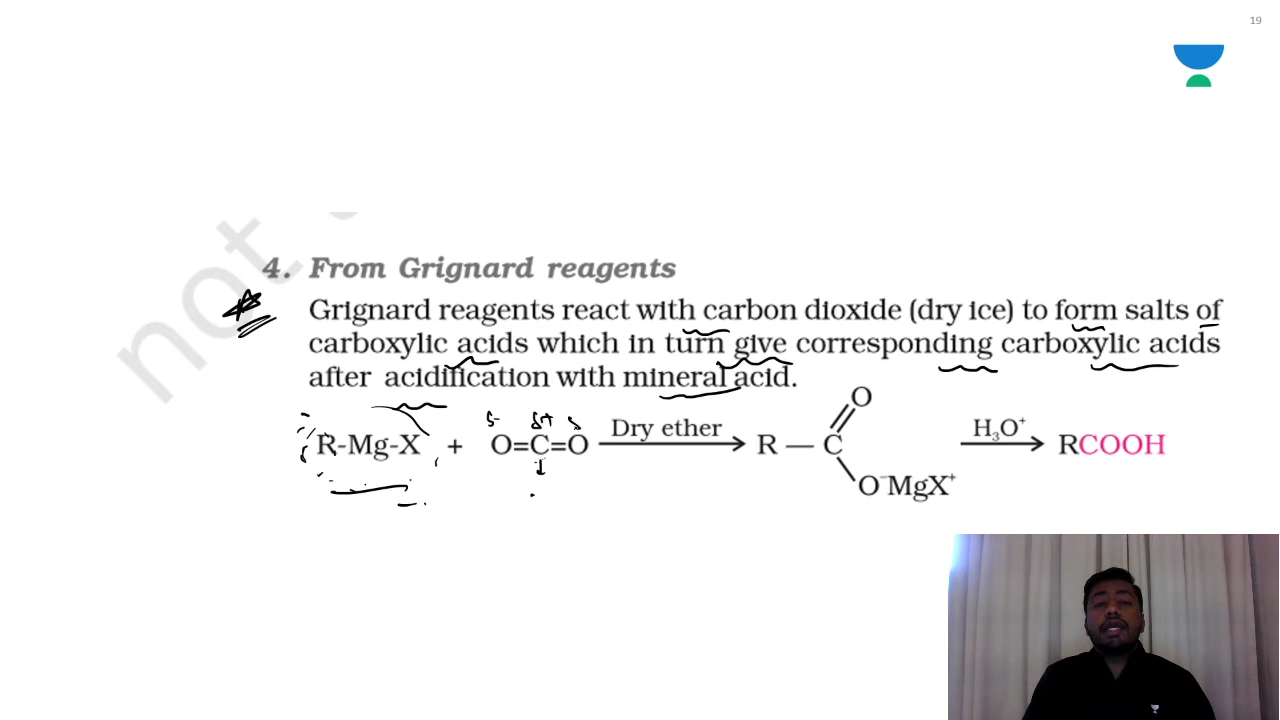 19
not
4. From Grignard reagents
Grignard reagents react with carbon dioxide (dry ice) to form salts of
carboxylic acids which in turn give corresponding carboxylic acids
after acidification with mineral acid.
δ- δ+ δ
R-Mg-X + O=C=O Dry ether R — C O O⁻MgX⁺ H₃O⁺ RCOOH